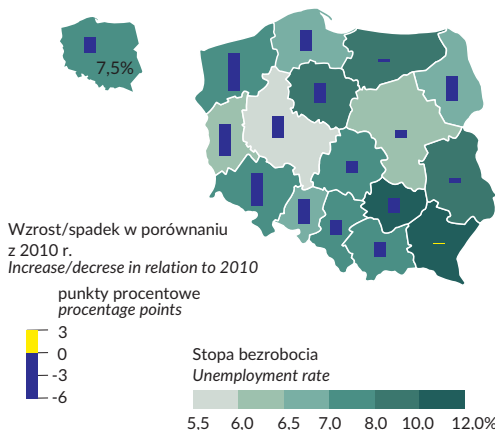 7,5%
Wzrost/spadek w porównaniu
z 2010 r.
Increase/decrese in relation to 2010
punkty procentowe
procentage points
3
0
-3
-6
Stopa bezrobocia
Unemployment rate
5,5 6,0 6,5 7,0 8,0 10,0 12,0%